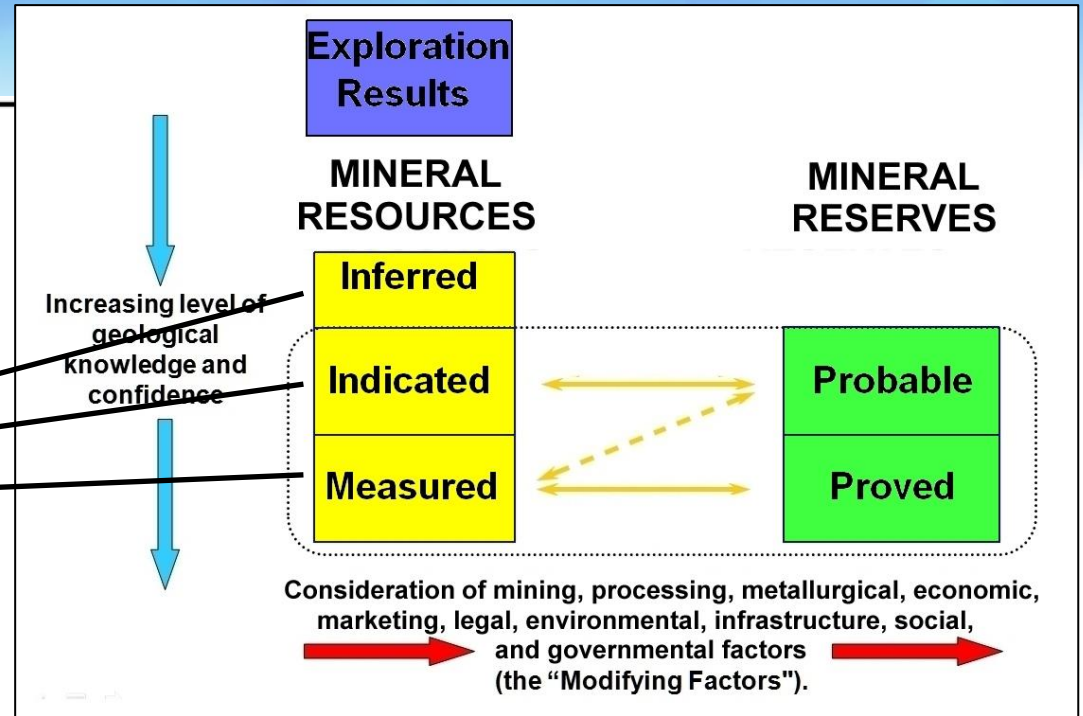 Exploration
Results
MINERAL
RESOURCES
MINERAL
RESERVES
Inferred
Increasing level of
geological
knowledge and
confidence
Indicated
Probable
Measured
Proved
Consideration of mining, processing, metallurgical, economic,
marketing, legal, environmental, infrastructure, social,
and governmental factors
(the “Modifying Factors").